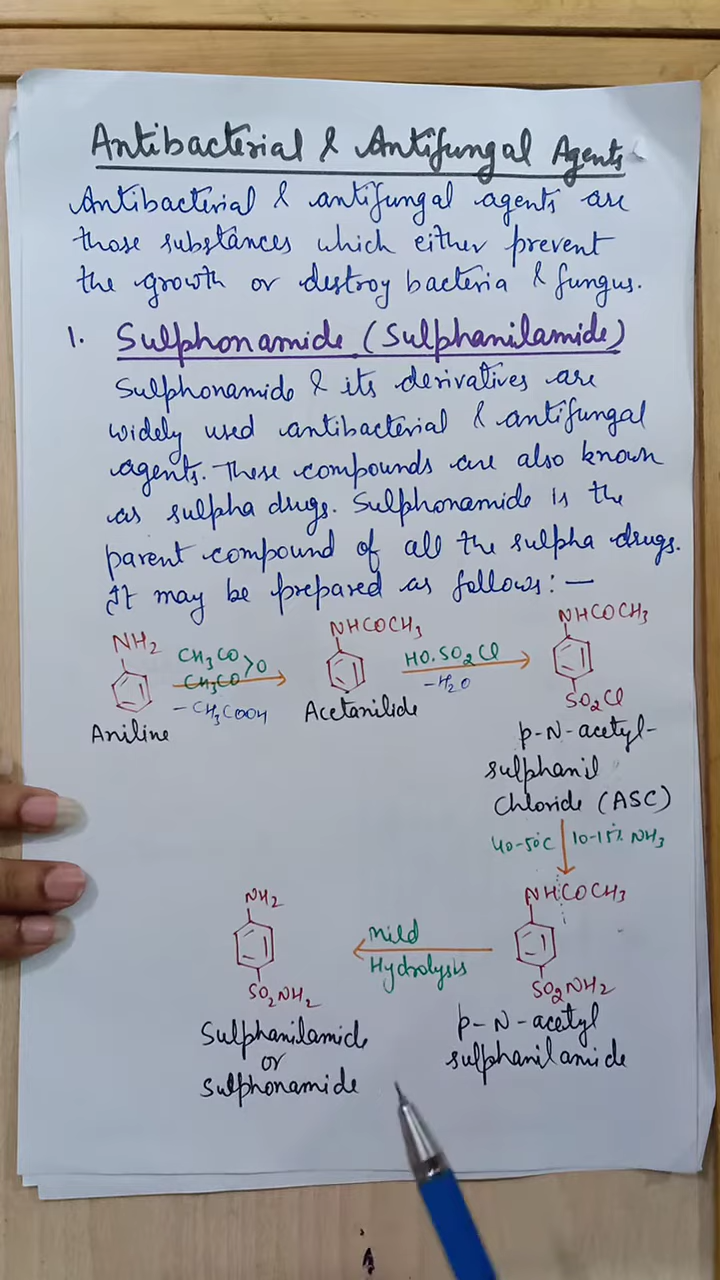 Antibacterial & Antifungal Agents
Antibacterial & antifungal agents are
those substances which either prevent
the growth or destroy bacteria & fungus.
1. Sulphonamide (Sulphanilamide)
Sulphonamide & its derivatives are
widely used antibacterial & antifungal
agents. These compounds are also known
as sulpha drugs. Sulphonamide is the
parent compound of all the sulpha drugs.
It may be prepared as follows:—
NH₂
CH₃CO
CH₃CO >O
-CH₃COOH
Aniline
NHCOCH₃
Acetanilide
HO.SO₂Cl
-H₂O
NHCOCH₃
SO₂Cl
p-N-acetyl-
sulphanil
Chloride (ASC)
40-50°C 10-15% NH₃
NHCOCH₃
SO₂NH₂
p-N-acetyl
sulphanilamide
Mild
Hydrolysis
NH₂
SO₂NH₂
Sulphanilamide
or
Sulphonamide